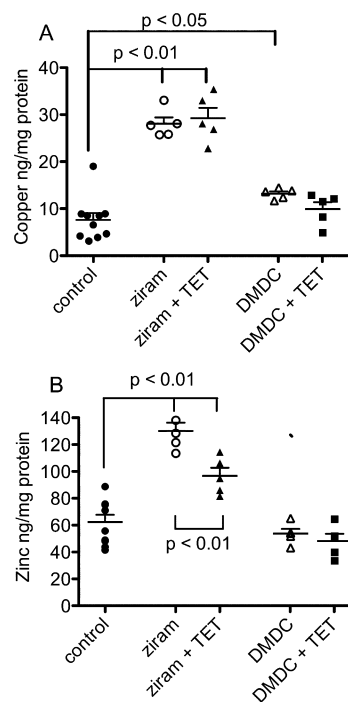 A
p < 0.05
p < 0.01
Copper ng/mg protein
40
30
20
10
0
control
ziram
ziram + TET
DMDC
DMDC + TET
B
p < 0.01
Zinc ng/mg protein
140
120
100
80
60
40
20
0
p < 0.01
control
ziram
ziram + TET
DMDC
DMDC + TET